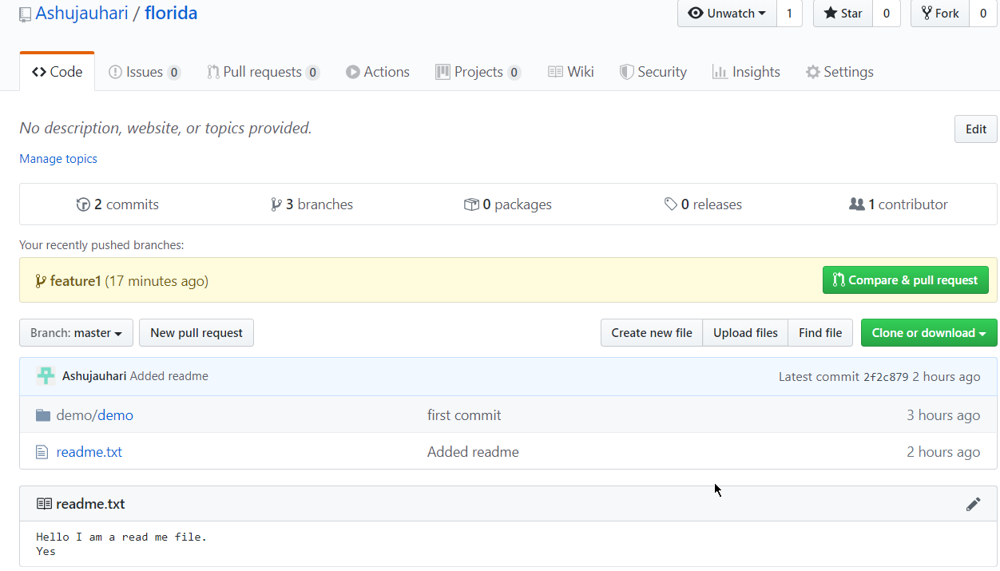 Ashujauhari / florida
Unwatch 1 Star 0 Fork 0
Code Issues 0 Pull requests 0 Actions Projects 0 Wiki Security Insights Settings
No description, website, or topics provided. Edit
Manage topics
2 commits 3 branches 0 packages 0 releases 1 contributor
Your recently pushed branches:
feature1 (17 minutes ago) Compare & pull request
Branch: master New pull request Create new file Upload files Find file Clone or download
Ashujauhari Added readme Latest commit 2f2c879 2 hours ago
demo/demo first commit 3 hours ago
readme.txt Added readme 2 hours ago
readme.txt
Hello I am a read me file.
Yes